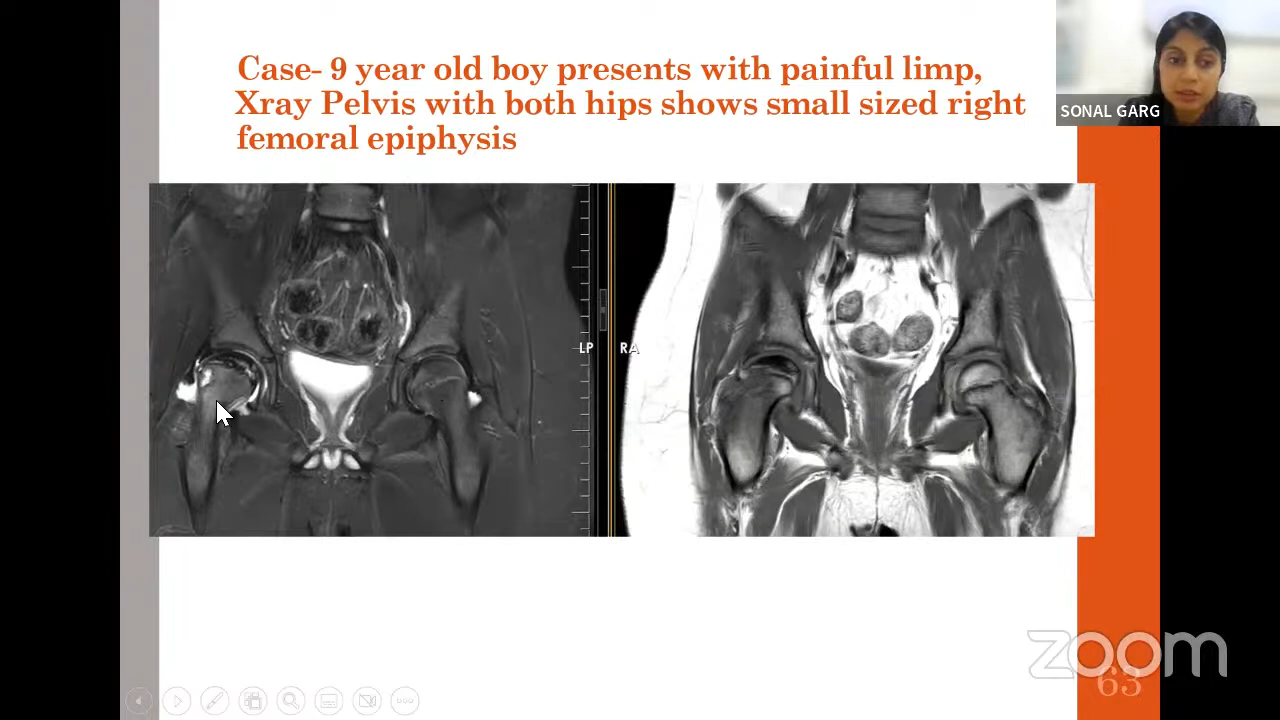 Case- 9 year old boy presents with painful limp,
Xray Pelvis with both hips shows small sized right
femoral epiphysis
SONAL GARG
LP
RA
zoom
63